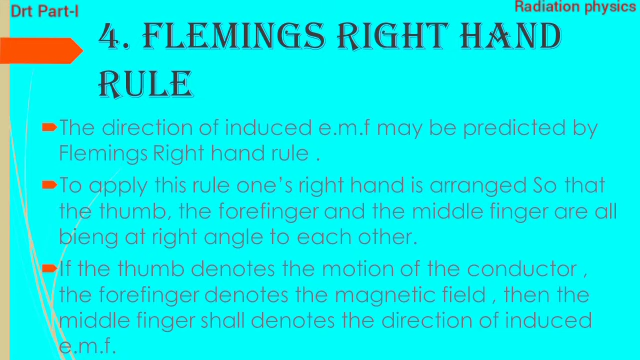 Drt Part-I
Radiation physics
4. FLEMINGS RIGHT HAND
RULE
The direction of induced e.m.f may be predicted by
Flemings Right hand rule .
To apply this rule one's right hand is arranged So that
the thumb, the forefinger and the middle finger are all
bieng at right angle to each other.
If the thumb denotes the motion of the conductor ,
the forefinger denotes the magnetic field , then the
middle finger shall denotes the direction of induced
e.m.f.